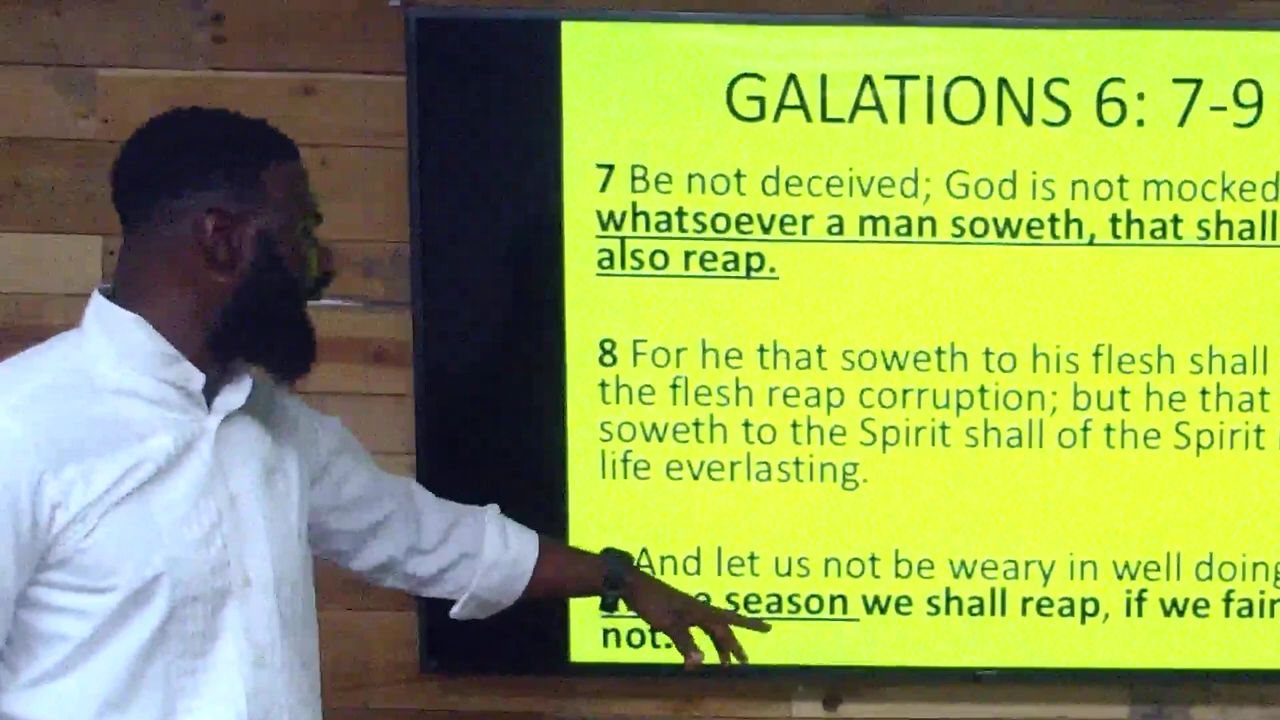 GALATIONS 6: 7-9
7 Be not deceived; God is not mocked
whatsoever a man soweth, that shall
also reap.
8 For he that soweth to his flesh shall
the flesh reap corruption; but he that
soweth to the Spirit shall of the Spirit
life everlasting.
And let us not be weary in well doing
season we shall reap, if we
not.